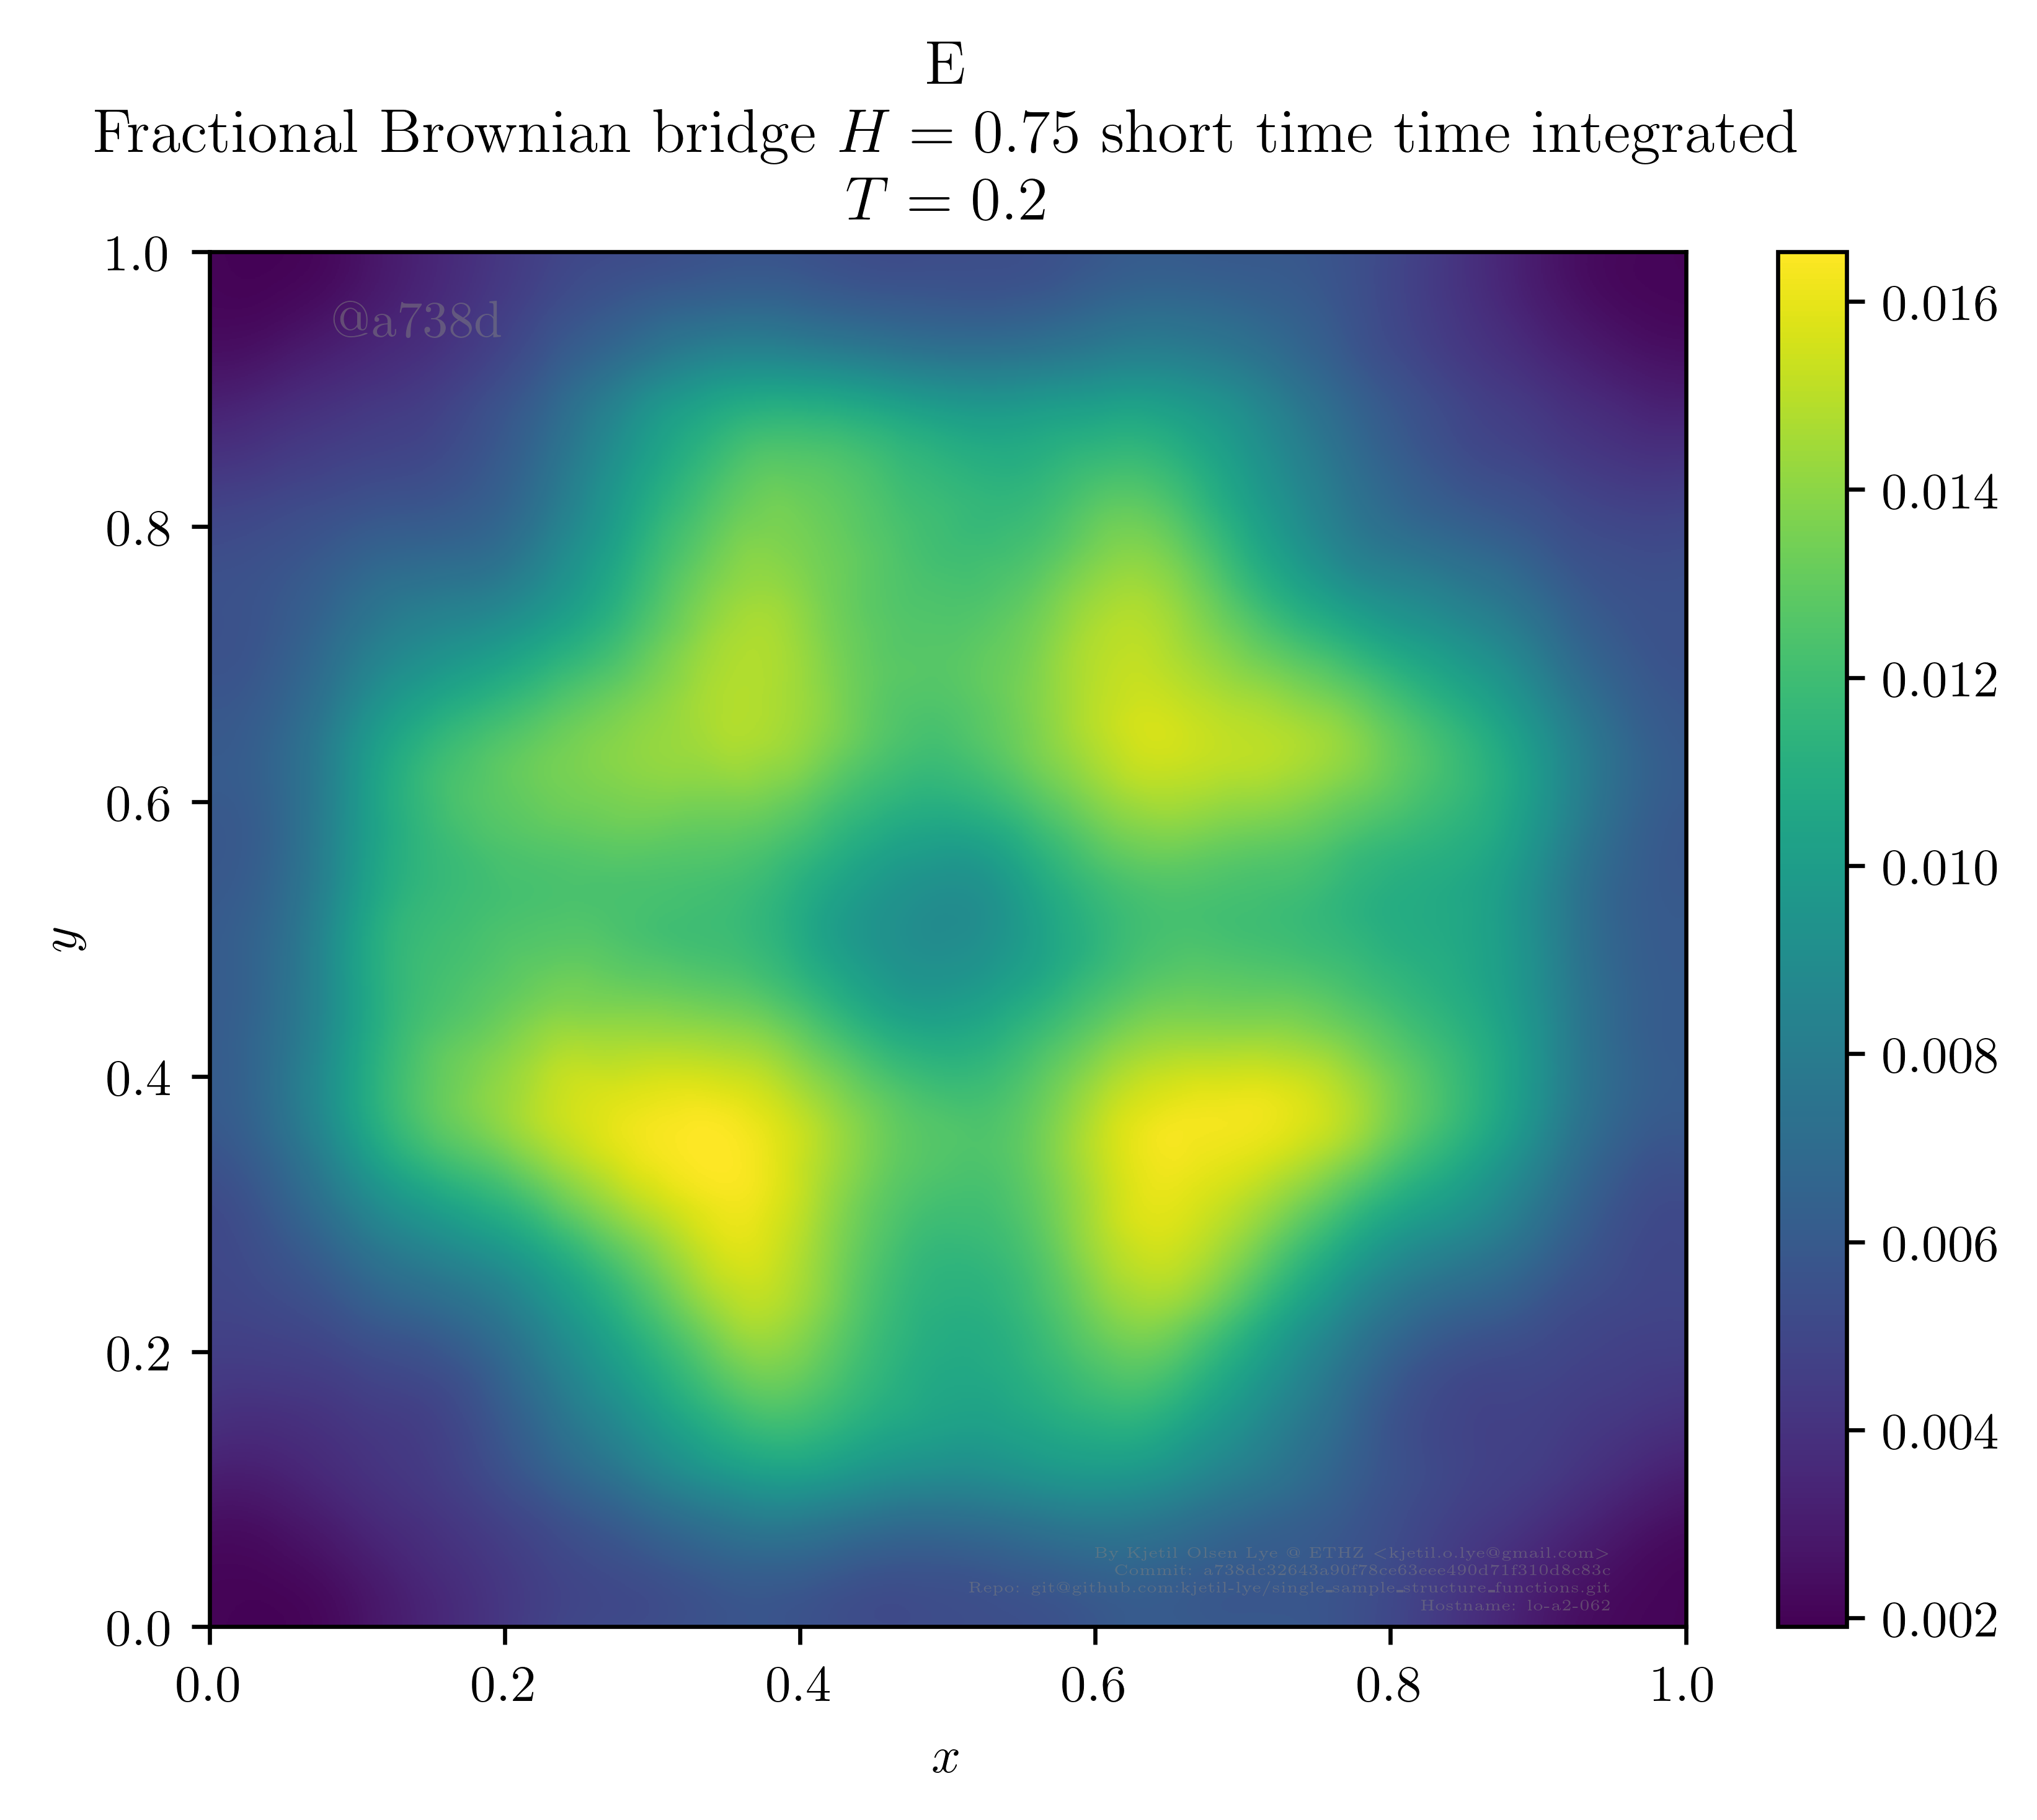 E
Fractional Brownian bridge H = 0.75 short time time integrated
T = 0.2
1.0
0.8
0.6
0.4
0.2
0.0
y
@a738d
By Kjetil Olsen Lye @ ETHZ <kjetil.o.lye@gmail.com>
Commit: a738dc32643a90f78ce63eee490d71f310d8c83c
Repo: git@github.com:kjetil-lye/single_sample_structure_functions.git
Hostname: lo-a2-062
0.0 0.2 0.4 0.6 0.8 1.0
x
0.016
0.014
0.012
0.010
0.008
0.006
0.004
0.002